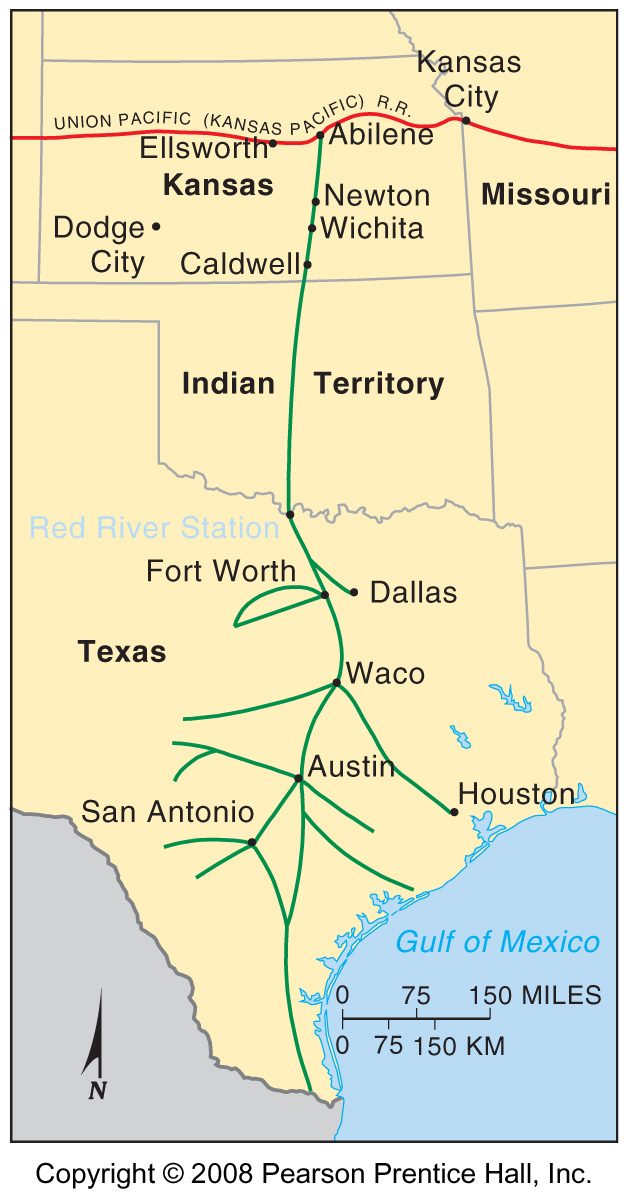 Kansas
City
UNION PACIFIC (KANSAS PACIFIC) R.R.
Abilene
Ellsworth
Kansas
Missouri
Newton
Dodge
City
Wichita
Caldwell
Indian Territory
Red River Station
Fort Worth
Dallas
Texas
Waco
Austin
Houston
San Antonio
Gulf of Mexico
0 75 150 MILES
0 75 150 KM
N
Copyright © 2008 Pearson Prentice Hall, Inc.